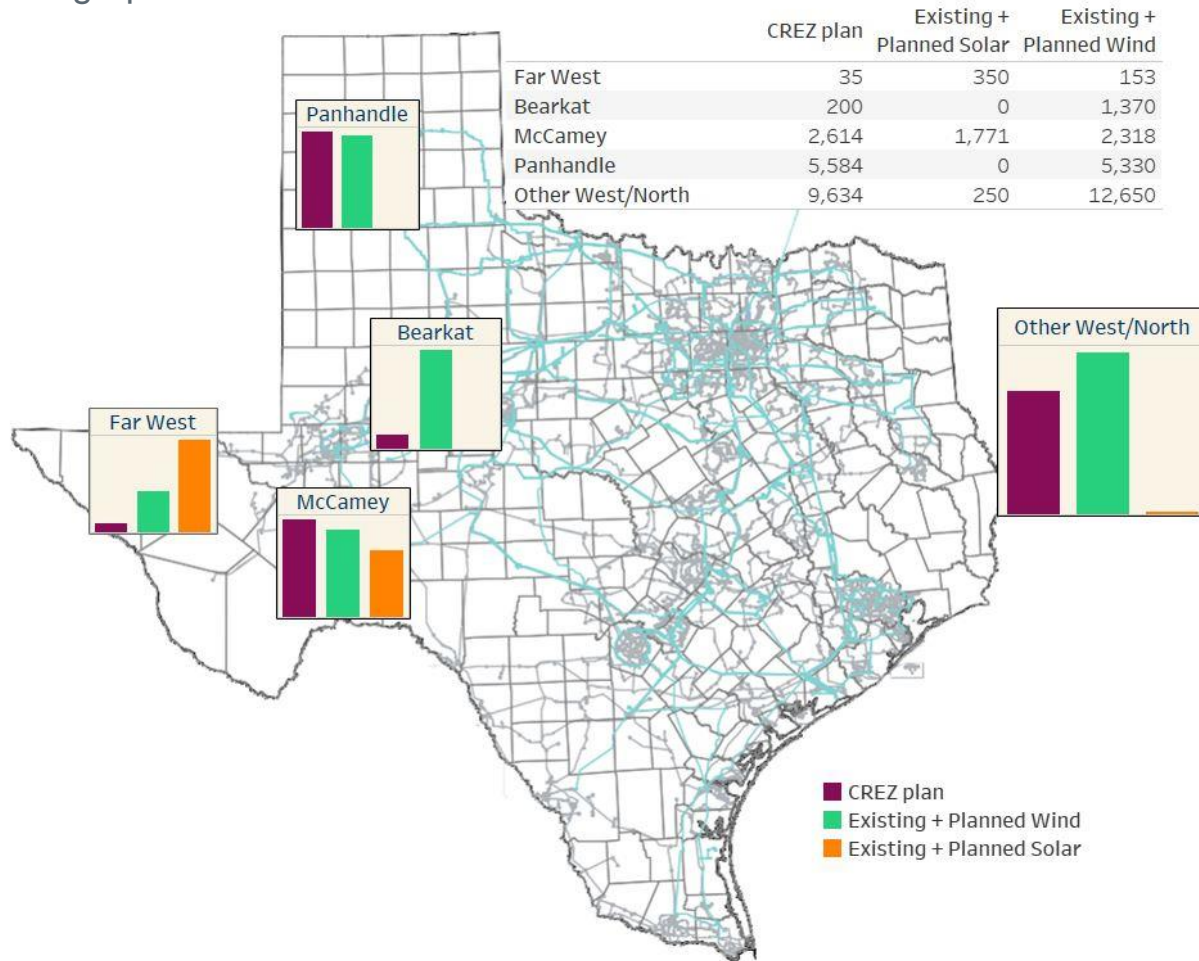 CREZ plan Existing + Planned Solar Existing + Planned Wind
Far West 35 350 153
Bearkat 200 0 1,370
McCamey 2,614 1,771 2,318
Panhandle 5,584 0 5,330
Other West/North 9,634 250 12,650
Panhandle
Bearkat
Other West/North
Far West
McCamey
CREZ plan
Existing + Planned Wind
Existing + Planned Solar